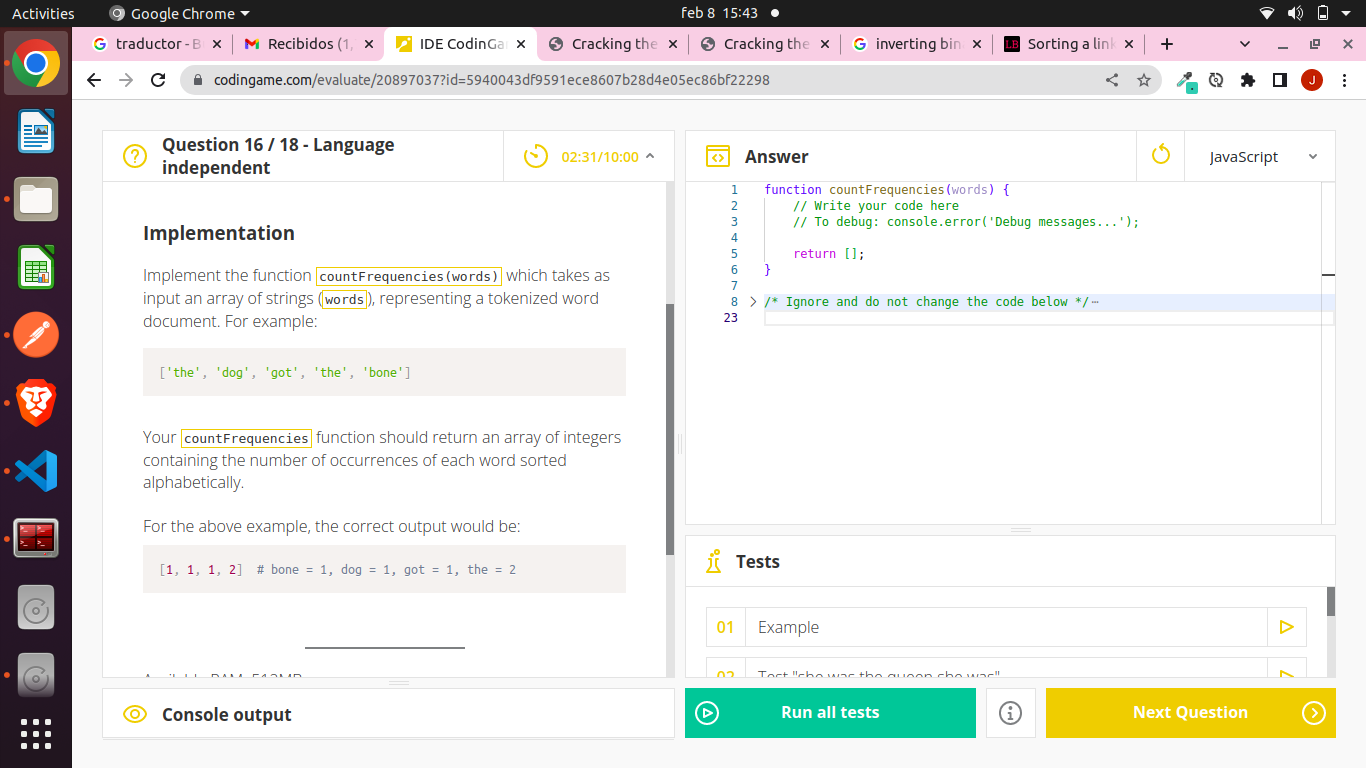 Activities
Google Chrome
feb 8 15:43
traductor - B
Recibidos (1,
IDE CodinGa
Cracking the
Cracking the
inverting bin
Sorting a link
codingame.com/evaluate/20897037?id=5940043df9591ece8607b28d4e05ec86bf22298
J
Question 16 / 18 - Language
independent
02:31/10:00
Implementation
Implement the function countFrequencies(words) which takes as
input an array of strings (words), representing a tokenized word
document. For example:
['the', 'dog', 'got', 'the', 'bone']
Your countFrequencies function should return an array of integers
containing the number of occurrences of each word sorted
alphabetically.
For the above example, the correct output would be:
[1, 1, 1, 2]  # bone = 1, dog = 1, got = 1, the = 2
Available RAM: 512MB
Console output
Answer
JavaScript
1 function countFrequencies(words) {
2 // Write your code here
3 // To debug: console.error('Debug messages...');
4
5 return [];
6 }
7
8 /* Ignore and do not change the code below */
23
Tests
01 Example
02 Test "she was the queen she was"
Run all tests
Next Question